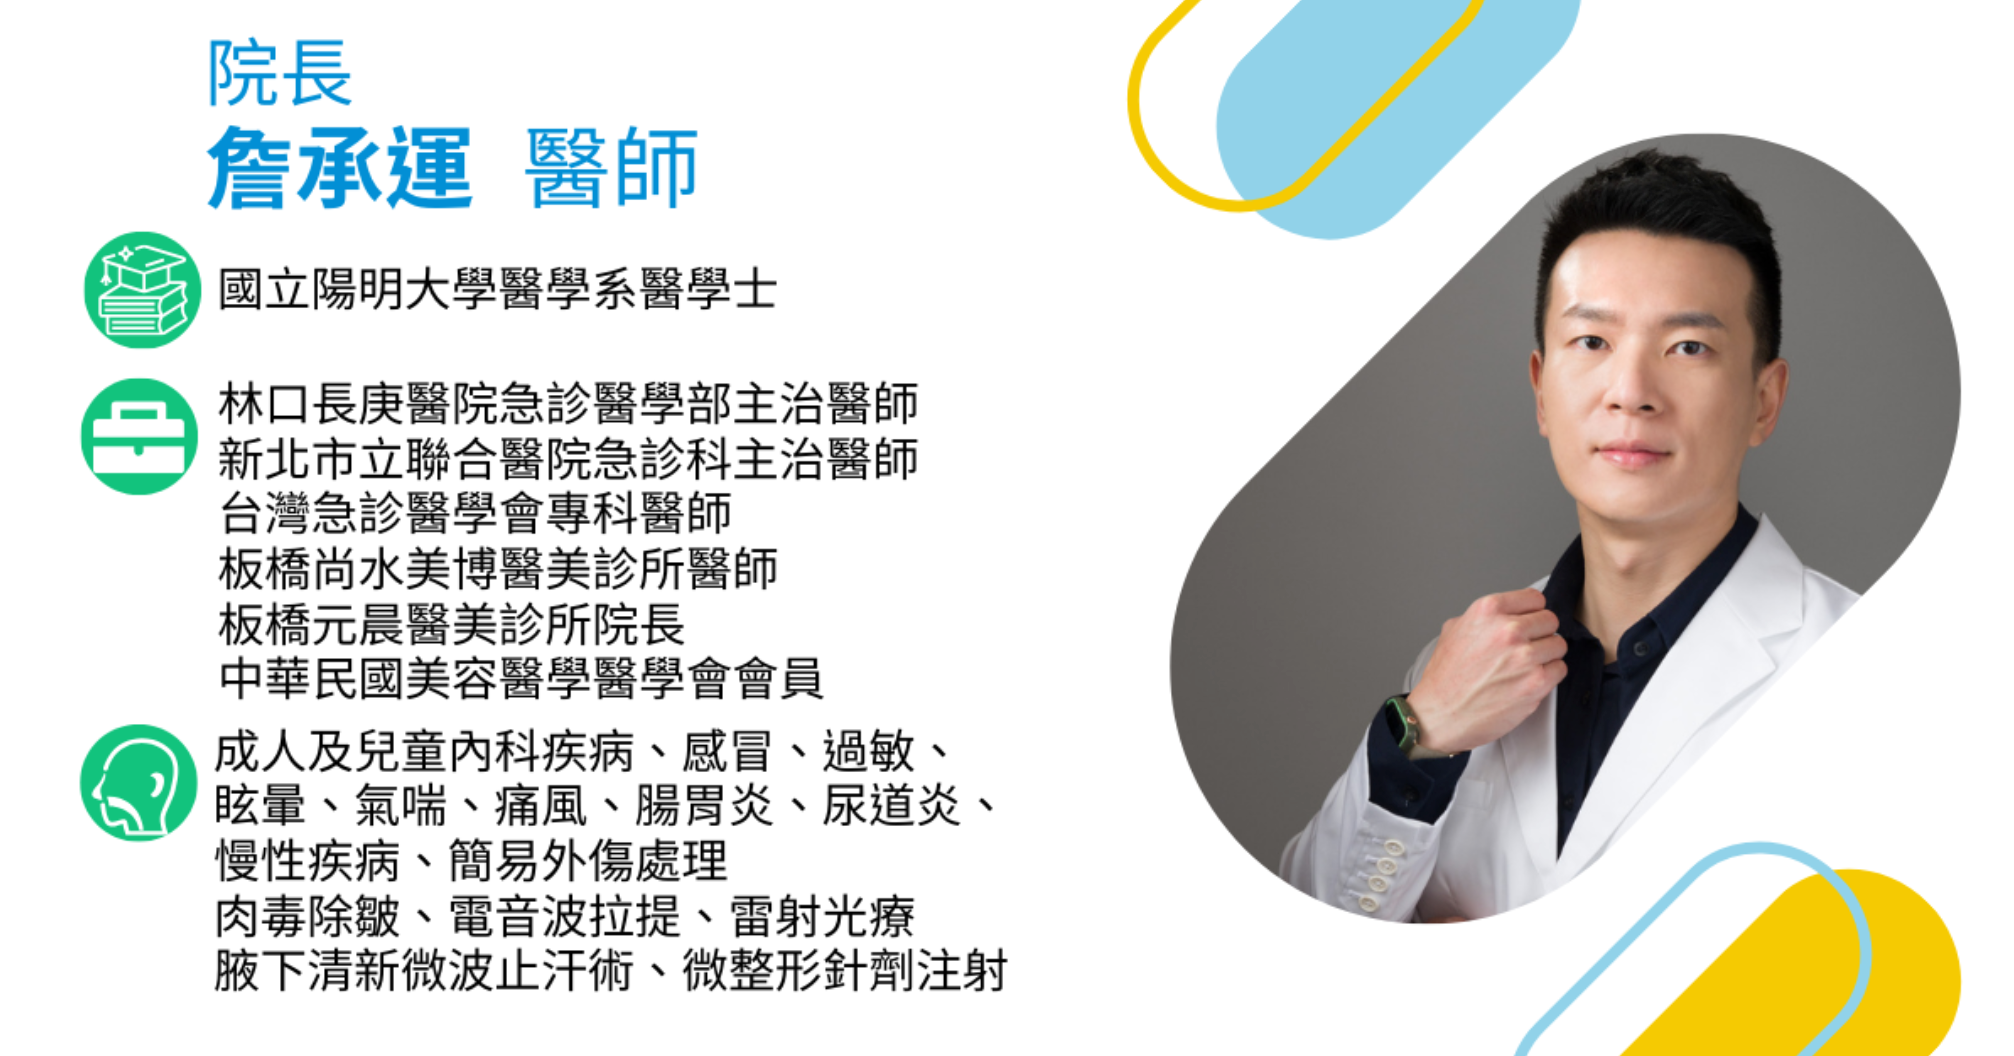 院長
詹承運 醫師
國立陽明大學醫學系醫學士
林口長庚醫院急診醫學部主治醫師
新北市立聯合醫院急診科主治醫師
台灣急診醫學會專科醫師
板橋尚水美博醫美診所醫師
板橋元晨醫美診所院長
中華民國美容醫學醫學會會員
成人及兒童內科疾病、感冒、過敏、
眩暈、氣喘、痛風、腸胃炎、尿道炎、
慢性疾病、簡易外傷處理
肉毒除皺、電音波拉提、雷射光療
腋下清新微波止汗術、微整形針劑注射